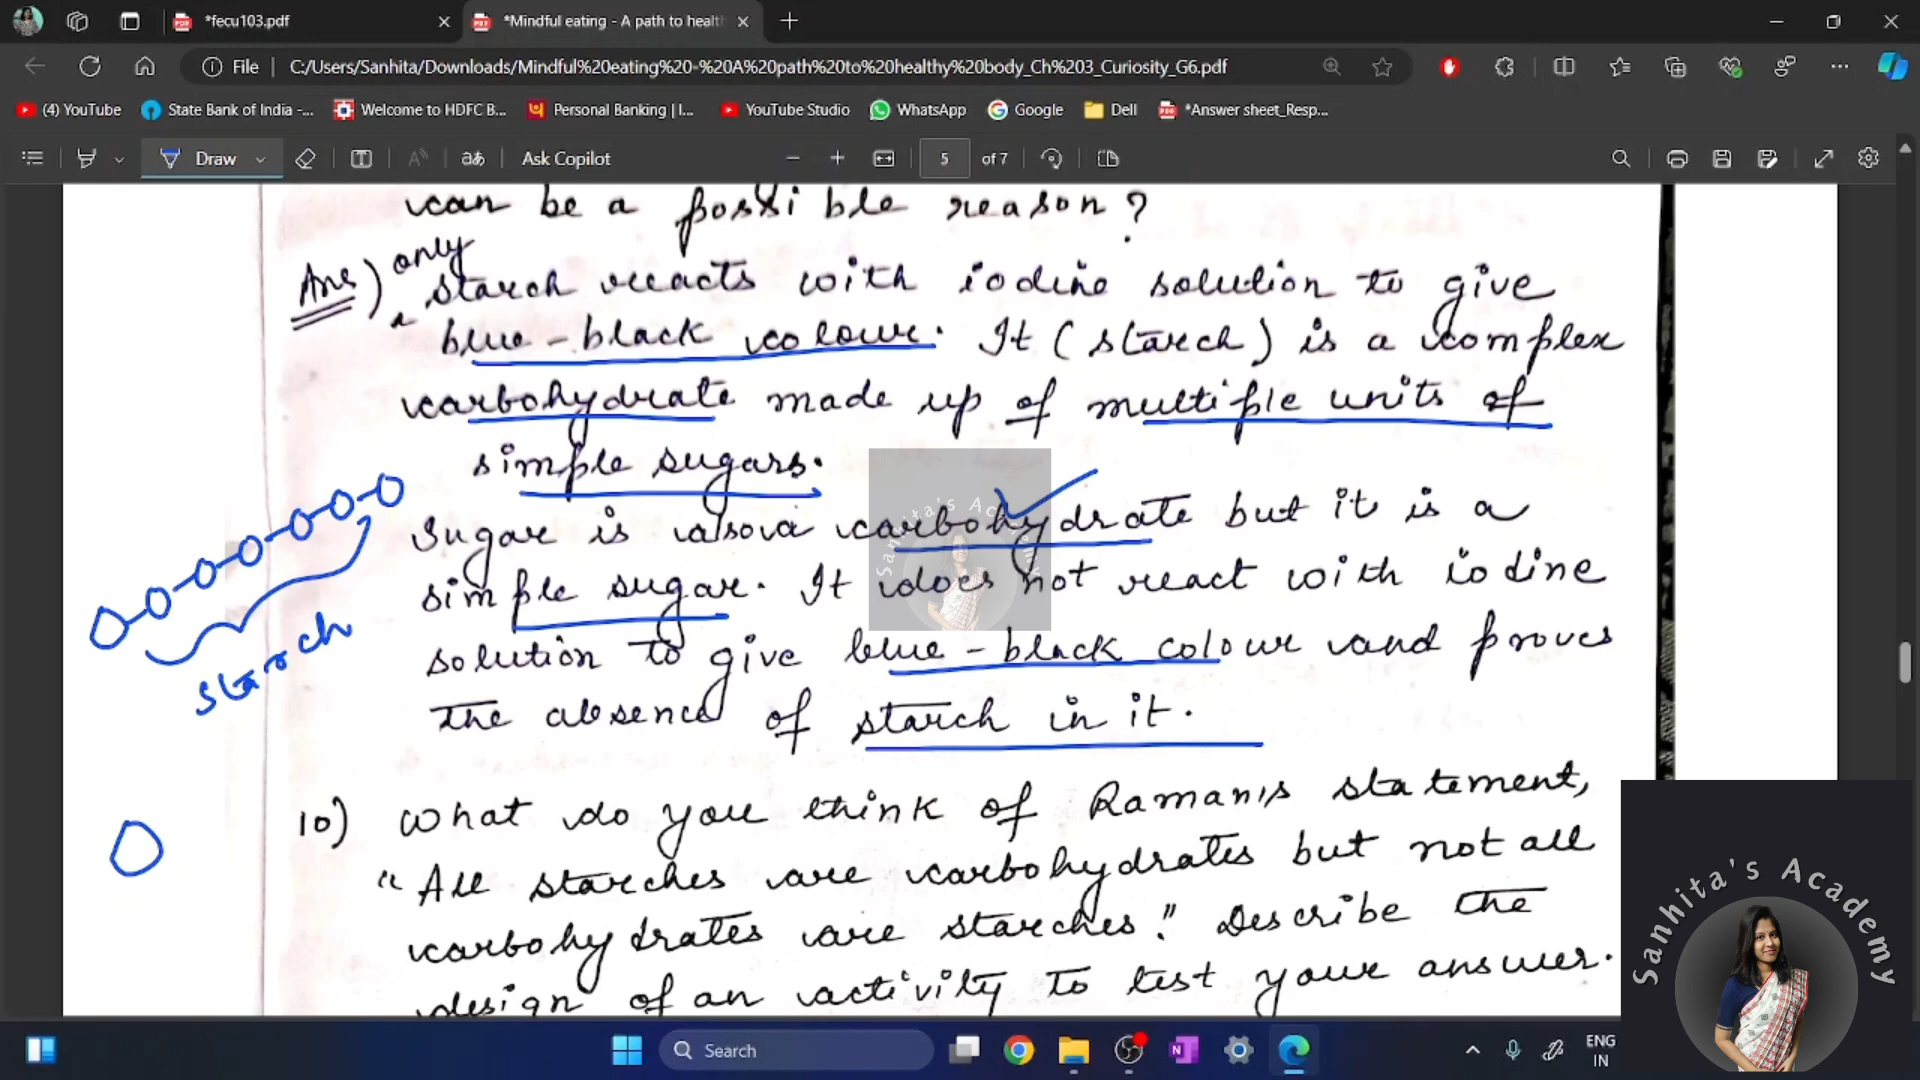 *fecu103.pdf
*Mindful eating - A path to healt
File
C:/Users/Sanhita/Downloads/Mindful%20eating%20-%20A%20path%20to%20healthy%20body_Ch%203_Curiosity_G6.pdf
(4) YouTube
State Bank of India -...
Welcome to HDFC B...
Personal Banking | I...
YouTube Studio
WhatsApp
Google
Dell
*Answer sheet_Resp...
Draw
Ask Copilot
5 of 7
can be a possible reason?
Ans) only
starch reacts with iodine solution to give
blue-black colour. It (starch) is a complex
carbohydrate made up of multiple units of
simple sugars.
Sugar is also a carbohydrate but it is a
simple sugar. It does not react with iodine
solution to give blue-black colour and proves
the absence of starch in it.
starch
10) What do you think of Raman's statement,
"All starches are carbohydrates but not all
carbohydrates are starches." Describe the
design of an activity to test your answer.
Sanhita's Academy
Sanhita's Academy
Search
ENG
IN